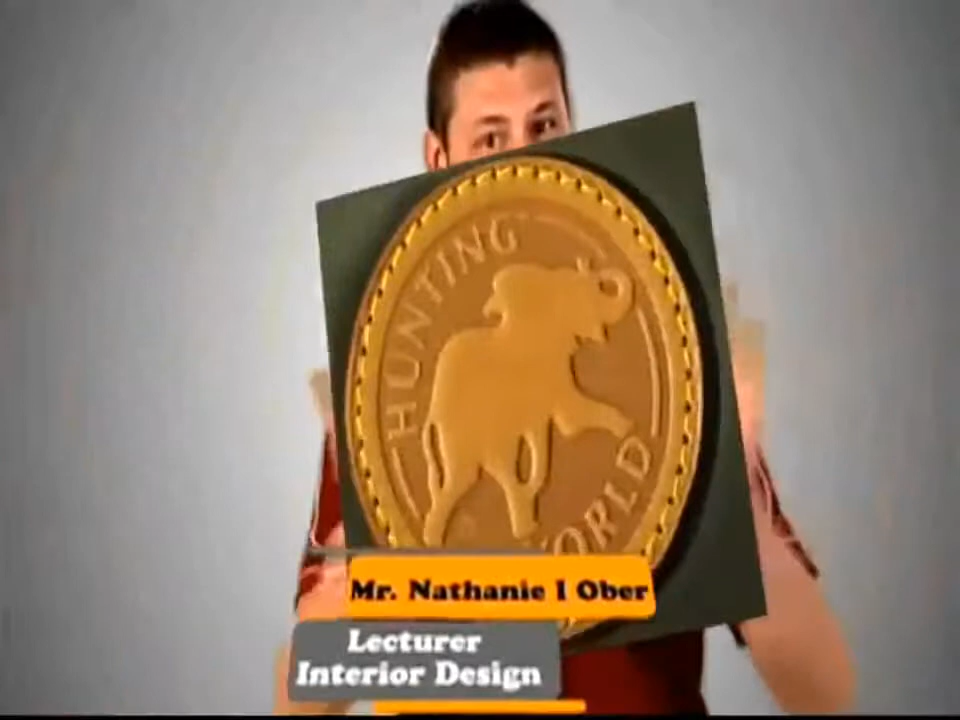 HUNTING
WORLD
Mr. Nathanie l Ober
Lecturer
Interior Design